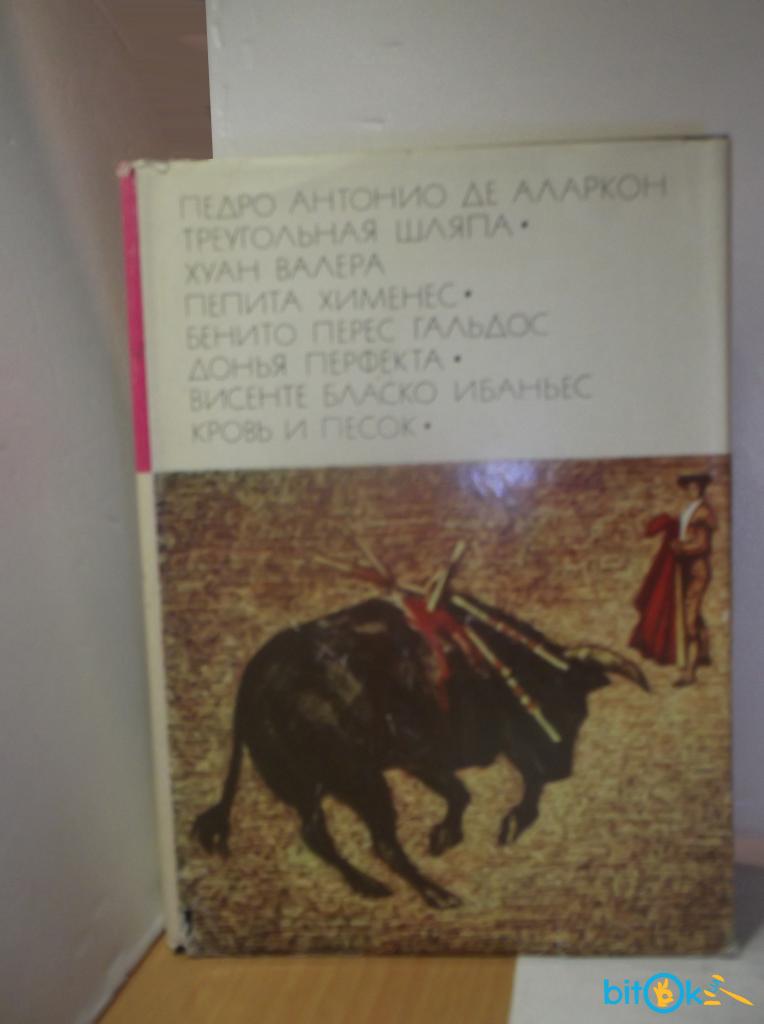 ПЕДРО АНТОНИО ДЕ АЛАРКОН
ТРЕУГОЛЬНАЯ ШЛЯПА •
ХУАН ВАЛЕРА
ПЕПИТА ХИМЕНЕС •
БЕНИТО ПЕРЕС ГАЛЬДОС
ДОНЬЯ ПЕРФЕКТА •
ВИСЕНТЕ БЛАСКО ИБАНЬЕС
КРОВЬ И ПЕСОК •
bitOk